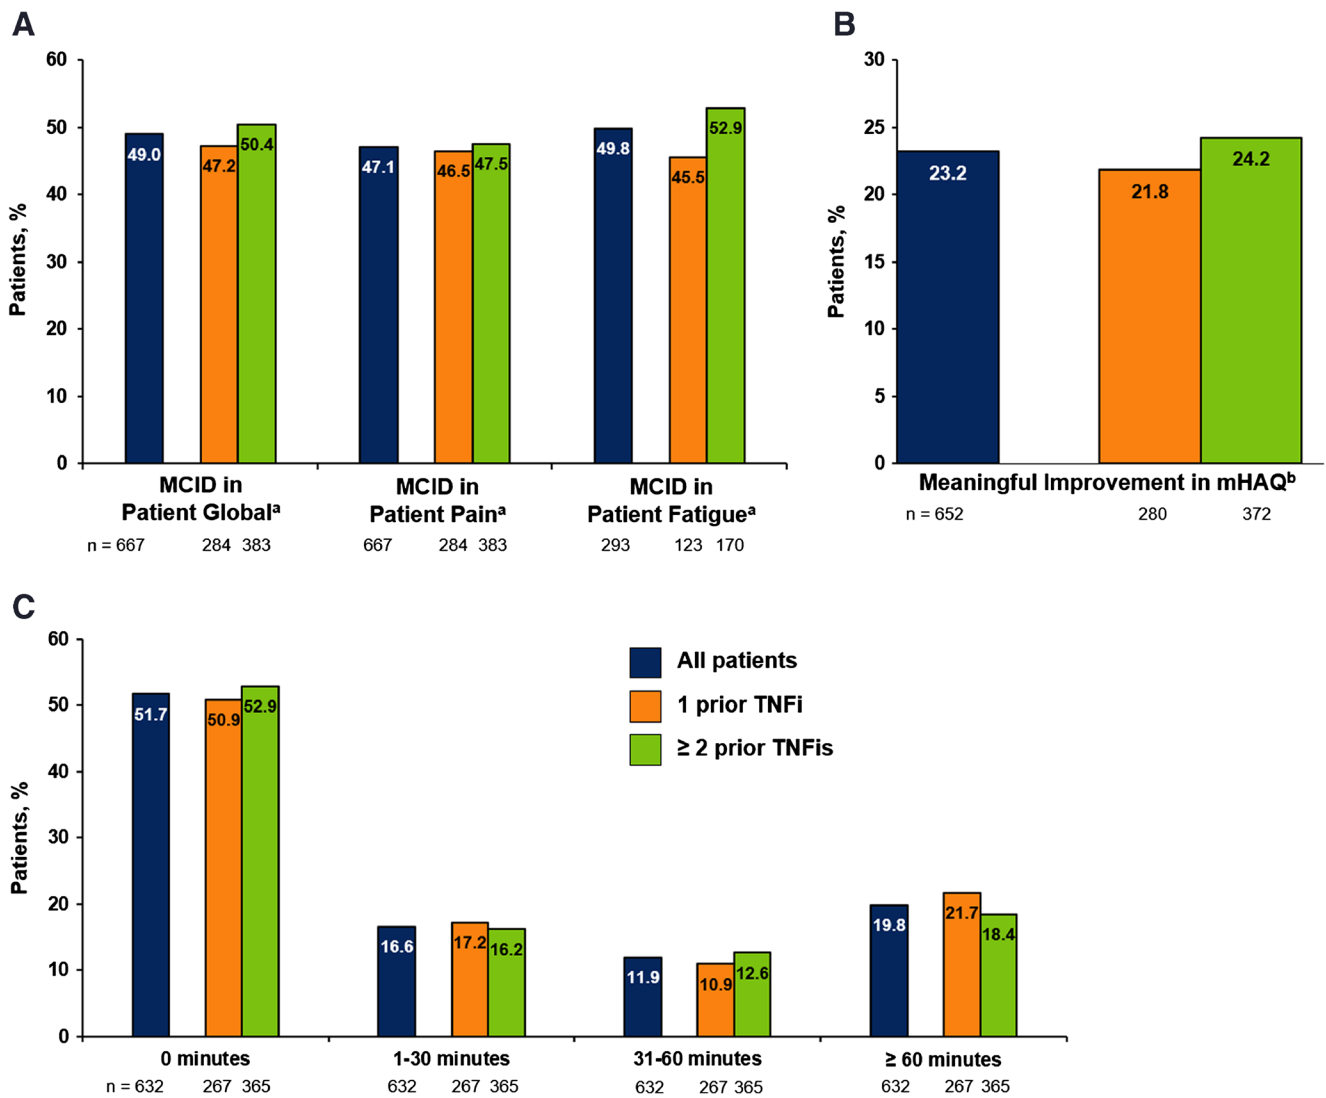 A
60
50
40
30
20
10
0
Patients, %
49.0
47.2
50.4
47.1
46.5
47.5
49.8
45.5
52.9
MCID in
Patient Globalᵃ
MCID in
Patient Painᵃ
MCID in
Patient Fatigueᵃ
n = 667 284 383 667 284 383 293 123 170
B
30
25
20
15
10
5
0
Patients, %
23.2
21.8
24.2
Meaningful Improvement in mHAQᵇ
n = 652 280 372
C
60
50
40
30
20
10
0
Patients, %
51.7
50.9
52.9
16.6
17.2
16.2
11.9
10.9
12.6
19.8
21.7
18.4
All patients
1 prior TNFi
≥ 2 prior TNFis
0 minutes 1-30 minutes 31-60 minutes ≥ 60 minutes
n = 632 267 365 632 267 365 632 267 365 632 267 365